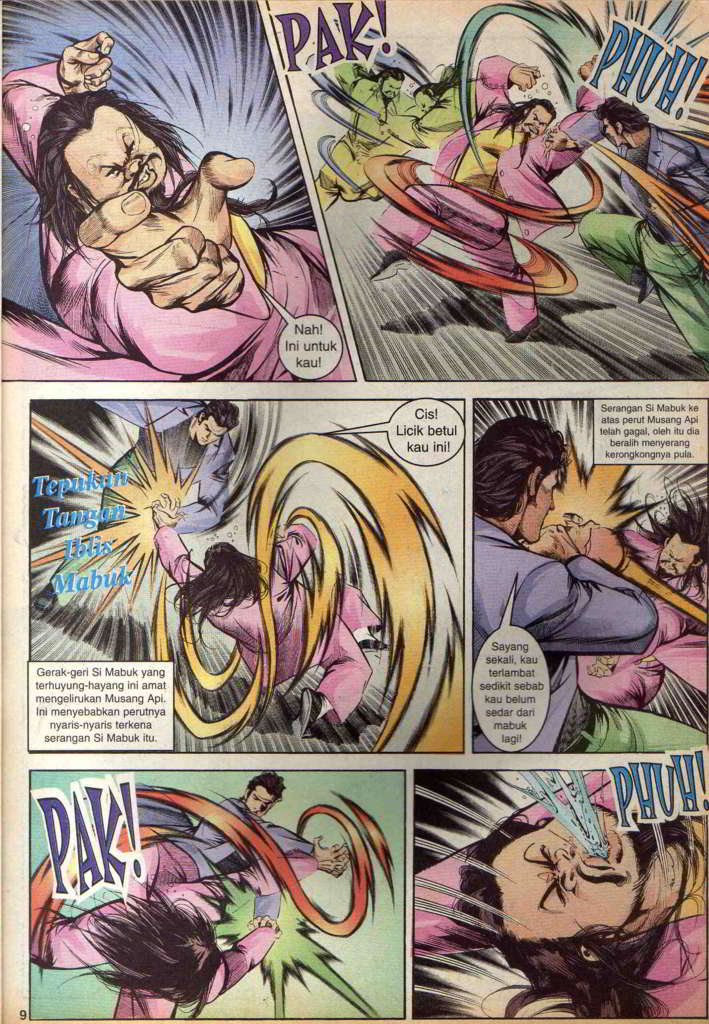 PAK!
PHUH!
Nah!
Ini untuk
kau!
Cis!
Licik betul
kau ini!
Tepukan
Tangan
Iblis
Mabuk
Gerak-geri Si Mabuk yang
terhuyung-hayang ini amat
mengelirukan Musang Api.
Ini menyebabkan perutnya
nyaris-nyaris terkena
serangan Si Mabuk itu.
Serangan Si Mabuk ke
atas perut Musang Api
telah gagal, oleh itu dia
beralih menyerang
kerongkongnya pula.
Sayang
sekali, kau
terlambat
sedikit sebab
kau belum
sedar dari
mabuk
lagi!
PAK!
PHUH!
9